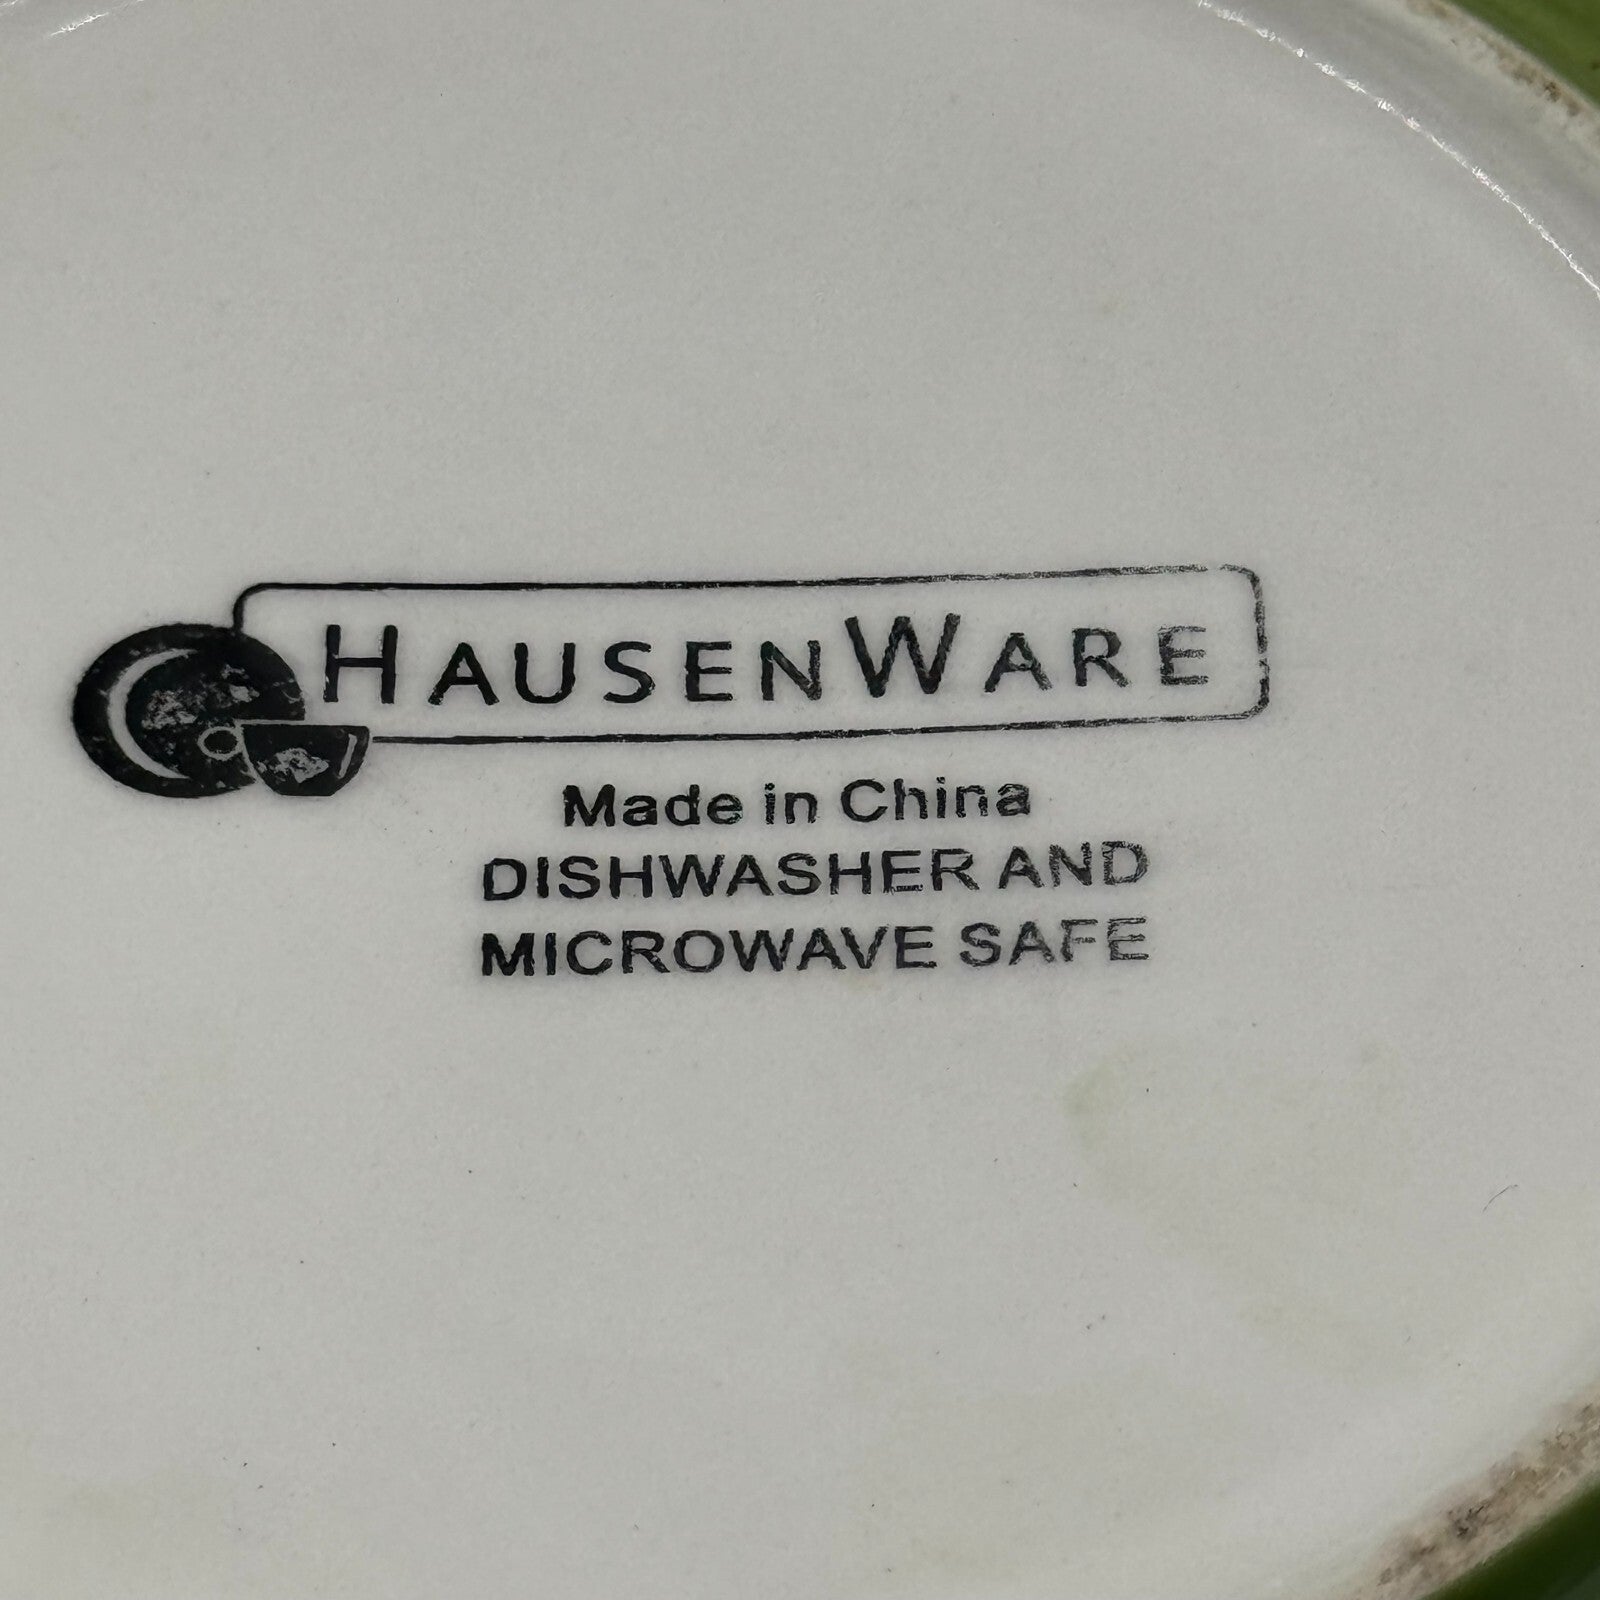 HAUSENWARE
Made in China
DISHWASHER AND
MICROWAVE SAFE